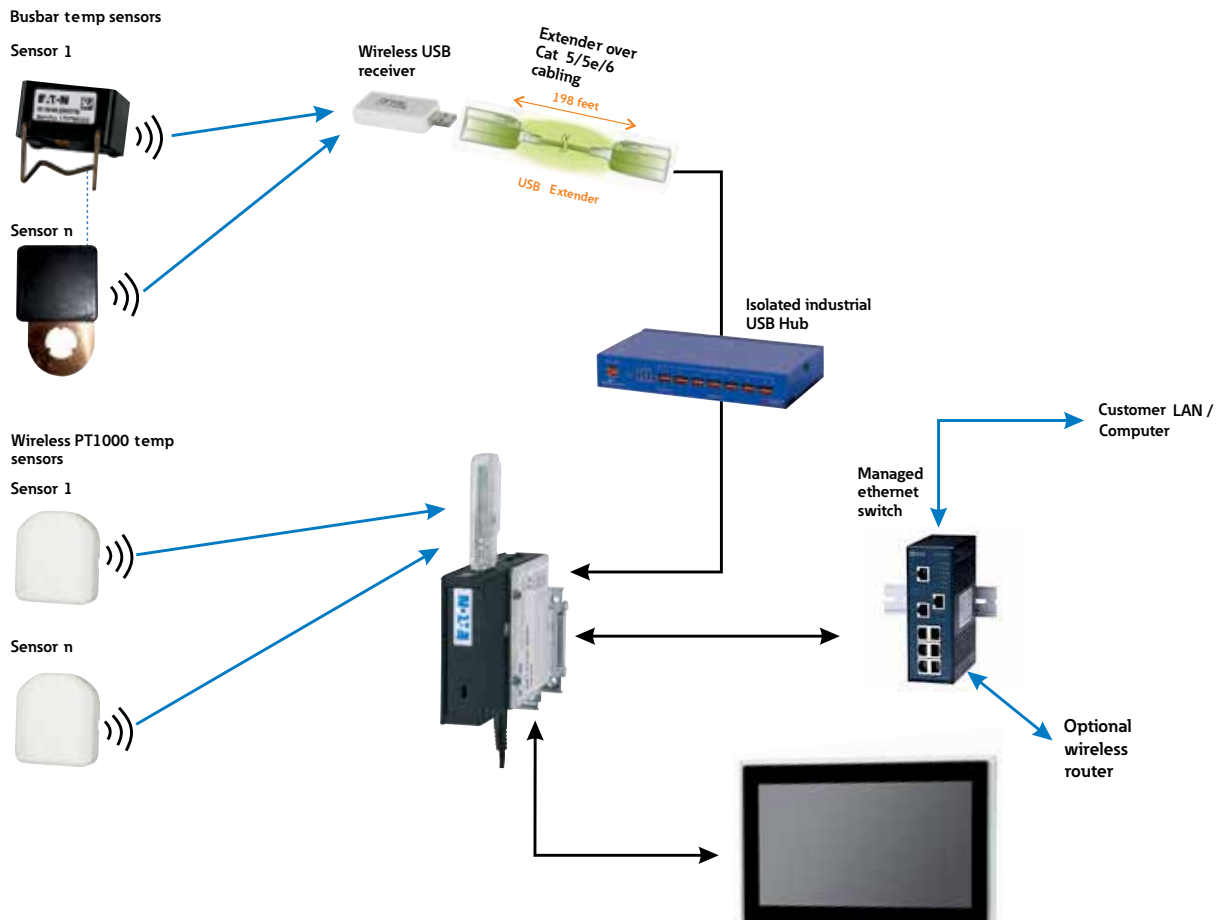 Busbar temp sensors
Sensor 1
E.T.N
Sensor n
Wireless USB
receiver
Extender over
Cat 5/5e/6
cabling
198 feet
USB Extender
Isolated industrial
USB Hub
Wireless PT1000 temp
sensors
Sensor 1
Sensor n
E.T.N
Managed
ethernet
switch
Customer LAN /
Computer
Optional
wireless
router